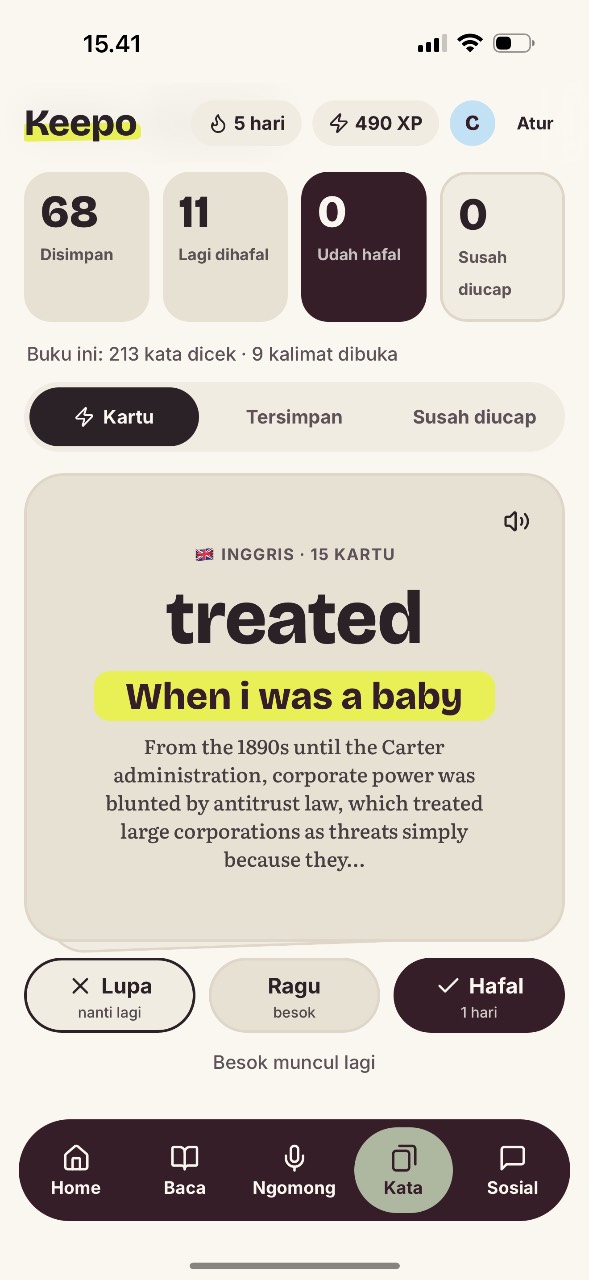 15.41
Keepo
5 hari
490 XP
C
Atur
68
Disimpan
11
Lagi dihafal
0
Udah hafal
0
Susah
diucap
Buku ini: 213 kata dicek · 9 kalimat dibuka
Kartu
Tersimpan
Susah diucap
🇬🇧 INGGRIS · 15 KARTU
treated
When i was a baby
From the 1890s until the Carter
administration, corporate power was
blunted by antitrust law, which treated
large corporations as threats simply
because they...
Lupa
nanti lagi
Ragu
besok
Hafal
1 hari
Besok muncul lagi
Home
Baca
Ngomong
Kata
Sosial